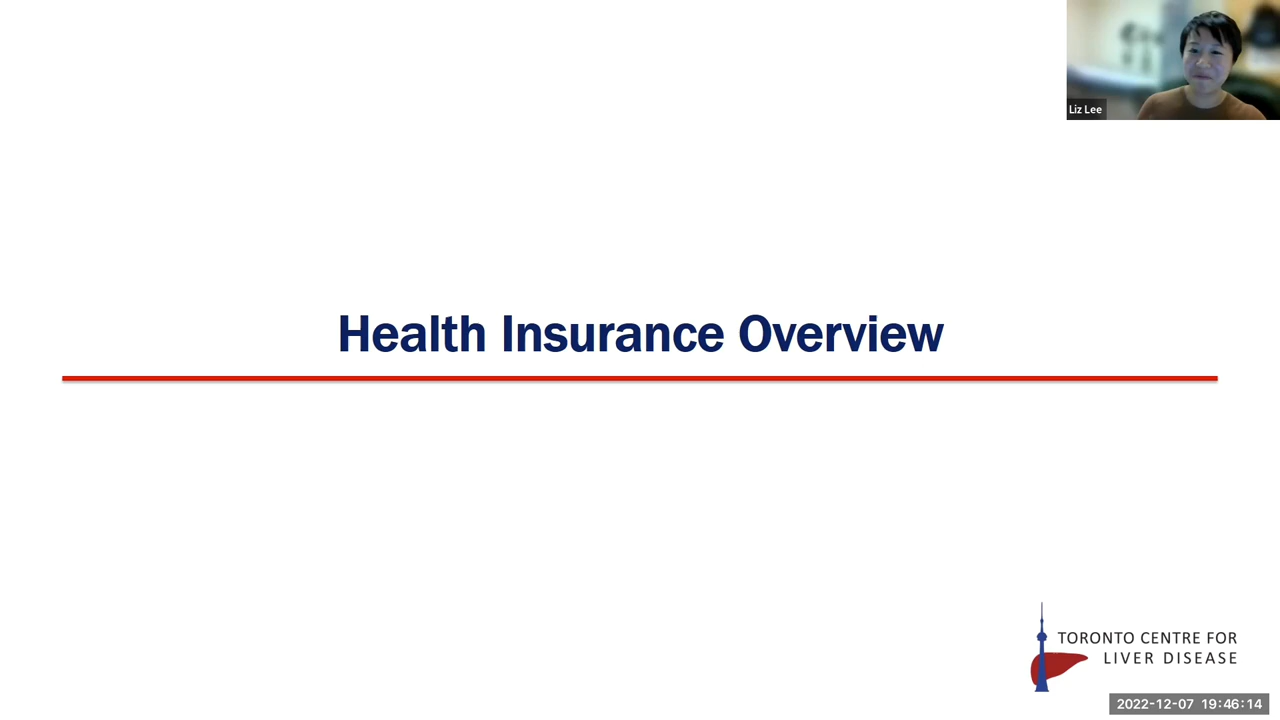 Liz Lee
Health Insurance Overview
TORONTO CENTRE FOR
LIVER DISEASE
2022-12-07 19:46:14